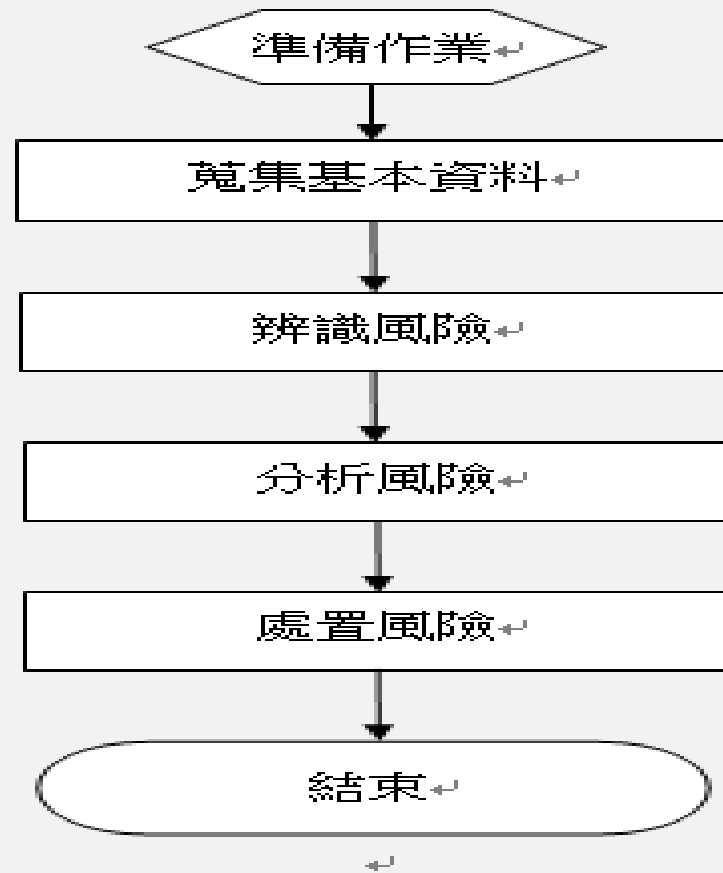 準備作業
蒐集基本資料
辨識風險
分析風險
處置風險
結束